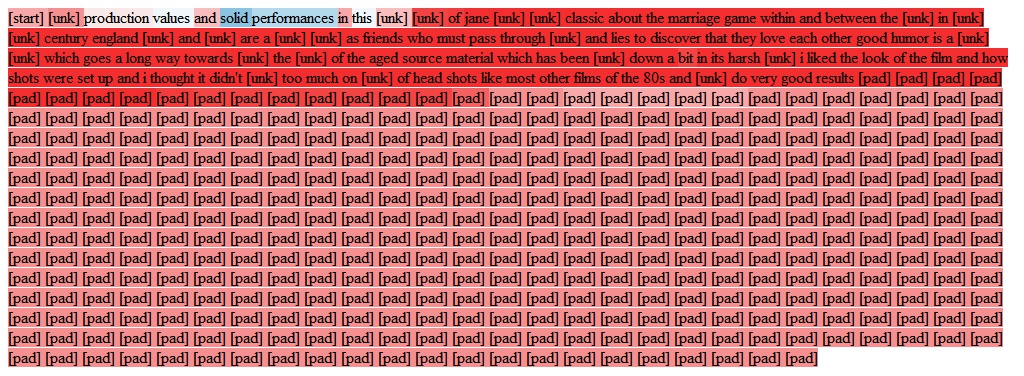 [start] [unk] production values and solid performances in this [unk] [unk] of jane [unk] [unk] classic about the marriage game within and between the [unk] in [unk]
[unk] century england [unk] and [unk] are a [unk] [unk] as friends who must pass through [unk] and lies to discover that they love each other good humor is a [unk]
[unk] which goes a long way towards [unk] the [unk] of the aged source material which has been [unk] down a bit in its harsh [unk] i liked the look of the film and how
shots were set up and i thought it didn't [unk] too much on [unk] of head shots like most other films of the 80s and [unk] do very good results [pad] [pad] [pad] [pad]
[pad] [pad] [pad] [pad] [pad] [pad] [pad] [pad] [pad] [pad] [pad] [pad] [pad] [pad] [pad] [pad] [pad] [pad] [pad] [pad] [pad] [pad] [pad] [pad] [pad] [pad] [pad]
[pad] [pad] [pad] [pad] [pad] [pad] [pad] [pad] [pad] [pad] [pad] [pad] [pad] [pad] [pad] [pad] [pad] [pad] [pad] [pad] [pad] [pad] [pad] [pad] [pad] [pad] [pad]
[pad] [pad] [pad] [pad] [pad] [pad] [pad] [pad] [pad] [pad] [pad] [pad] [pad] [pad] [pad] [pad] [pad] [pad] [pad] [pad] [pad] [pad] [pad] [pad] [pad] [pad] [pad]
[pad] [pad] [pad] [pad] [pad] [pad] [pad] [pad] [pad] [pad] [pad] [pad] [pad] [pad] [pad] [pad] [pad] [pad] [pad] [pad] [pad] [pad] [pad] [pad] [pad] [pad] [pad]
[pad] [pad] [pad] [pad] [pad] [pad] [pad] [pad] [pad] [pad] [pad] [pad] [pad] [pad] [pad] [pad] [pad] [pad] [pad] [pad] [pad] [pad] [pad] [pad] [pad] [pad] [pad]
[pad] [pad] [pad] [pad] [pad] [pad] [pad] [pad] [pad] [pad] [pad] [pad] [pad] [pad] [pad] [pad] [pad] [pad] [pad] [pad] [pad] [pad] [pad] [pad] [pad] [pad] [pad]
[pad] [pad] [pad] [pad] [pad] [pad] [pad] [pad] [pad] [pad] [pad] [pad] [pad] [pad] [pad] [pad] [pad] [pad] [pad] [pad] [pad] [pad] [pad] [pad] [pad] [pad] [pad]
[pad] [pad] [pad] [pad] [pad] [pad] [pad] [pad] [pad] [pad] [pad] [pad] [pad] [pad] [pad] [pad] [pad] [pad] [pad] [pad] [pad] [pad] [pad] [pad] [pad] [pad] [pad]
[pad] [pad] [pad] [pad] [pad] [pad] [pad] [pad] [pad] [pad] [pad] [pad] [pad] [pad] [pad] [pad] [pad] [pad] [pad] [pad] [pad] [pad] [pad] [pad] [pad] [pad] [pad]
[pad] [pad] [pad] [pad] [pad] [pad] [pad] [pad] [pad] [pad] [pad] [pad] [pad] [pad] [pad] [pad] [pad] [pad] [pad] [pad] [pad] [pad] [pad] [pad] [pad] [pad] [pad]
[pad] [pad] [pad] [pad] [pad] [pad] [pad] [pad] [pad] [pad] [pad] [pad] [pad] [pad] [pad] [pad] [pad] [pad] [pad] [pad] [pad] [pad] [pad] [pad] [pad] [pad] [pad]
[pad] [pad] [pad] [pad] [pad] [pad] [pad] [pad] [pad] [pad] [pad] [pad] [pad] [pad] [pad] [pad] [pad] [pad] [pad] [pad] [pad] [pad] [pad] [pad] [pad] [pad] [pad]
[pad] [pad] [pad] [pad] [pad] [pad] [pad] [pad] [pad] [pad] [pad] [pad] [pad] [pad] [pad] [pad] [pad] [pad] [pad] [pad] [pad] [pad] [pad] [pad] [pad] [pad] [pad]
[pad] [pad] [pad] [pad] [pad] [pad] [pad] [pad] [pad] [pad] [pad] [pad] [pad] [pad] [pad] [pad] [pad] [pad] [pad] [pad] [pad] [pad]